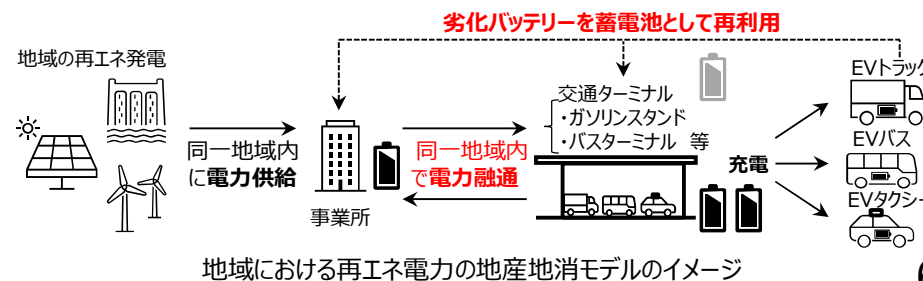 劣化バッテリーを蓄電池として再利用
地域の再エネ発電
同一地域内
に電力供給
事業所
同一地域内
で電力融通
交通ターミナル
・ガソリンスタンド
・バスターミナル 等
充電
EVトラック
EVバス
EVタクシー
地域における再エネ電力の地産地消モデルのイメージ